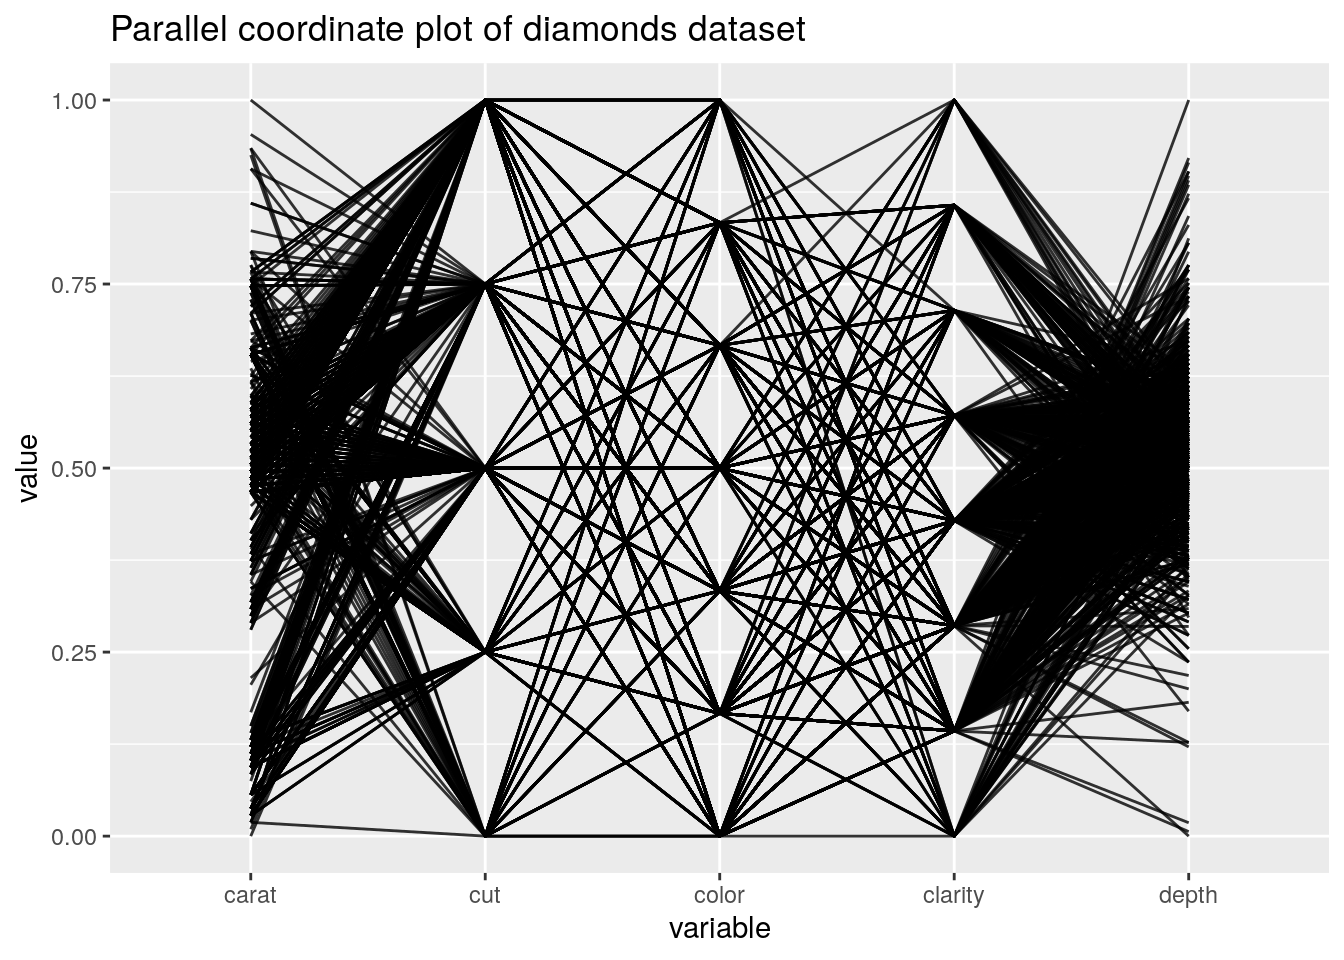 Parallel coordinate plot of diamonds dataset
1.00
0.75
0.50
0.25
0.00
value
carat cut color clarity depth
variable